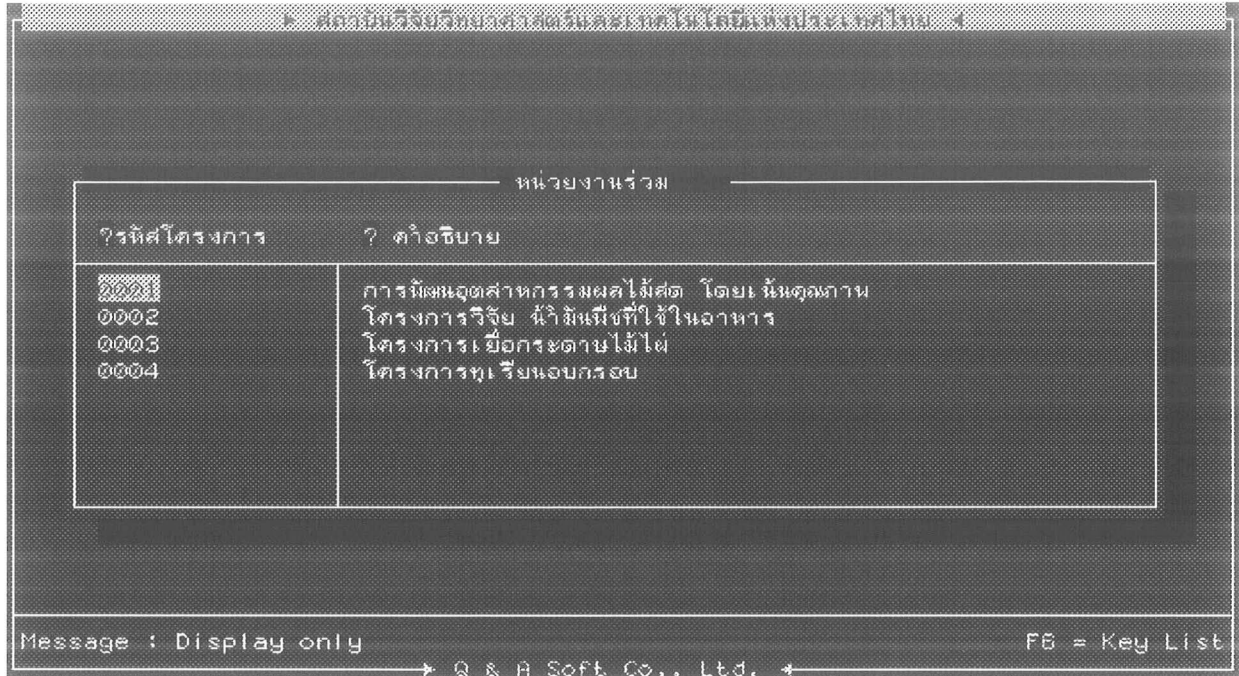 สถาบันวิจัยวิทยาศาสตร์และเทคโนโลยีแห่งประเทศไทย
หน่วยงานร่วม
?รหัสโครงการ ? คำอธิบาย
0001 การพัฒนอุตสาหกรรมผลไม้สด โดยเน้นคุณภาพ
0002 โครงการวิจัย น้ำมันพืชที่ใช้ในอาหาร
0003 โครงการเยื่อกระดาษไม้ไผ่
0004 โครงการทุเรียนอบกรอบ
Message : Display only F6 = Key List
Q & A Soft Co., Ltd.